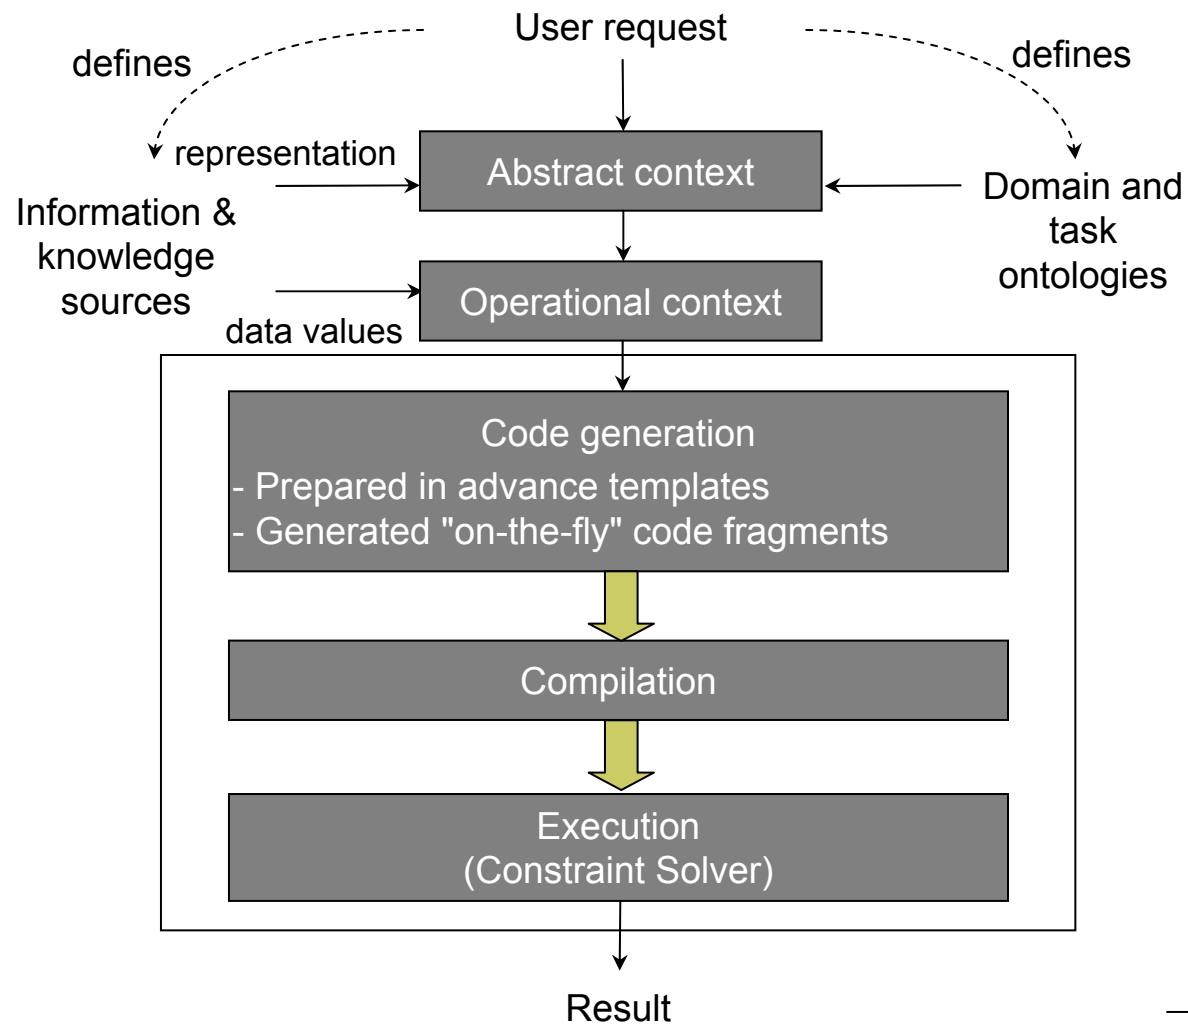 User request
defines
defines
representation
Abstract context
Information &
knowledge
sources
Domain and
task
ontologies
Operational context
data values
Code generation
- Prepared in advance templates
- Generated "on-the-fly" code fragments
Compilation
Execution
(Constraint Solver)
Result